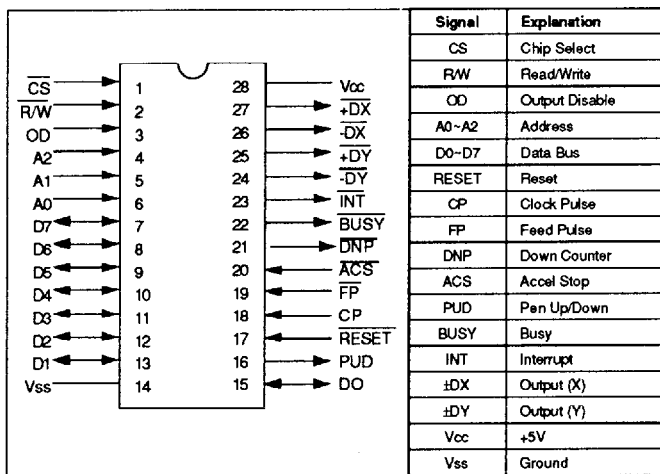 CS 1 28 Vcc
R/W 2 27 +DX
OD 3 26 -DX
A2 4 25 +DY
A1 5 24 -DY
A0 6 23 INT
D7 7 22 BUSY
D6 8 21 DNP
D5 9 20 ACS
D4 10 19 FP
D3 11 18 CP
D2 12 17 RESET
D1 13 16 PUD
Vss 14 15 DO
Signal Explanation
CS Chip Select
R/W Read/Write
OD Output Disable
A0~A2 Address
D0~D7 Data Bus
RESET Reset
CP Clock Pulse
FP Feed Pulse
DNP Down Counter
ACS Accel Stop
PUD Pen Up/Down
BUSY Busy
INT Interrupt
±DX Output (X)
±DY Output (Y)
Vcc +5V
Vss Ground